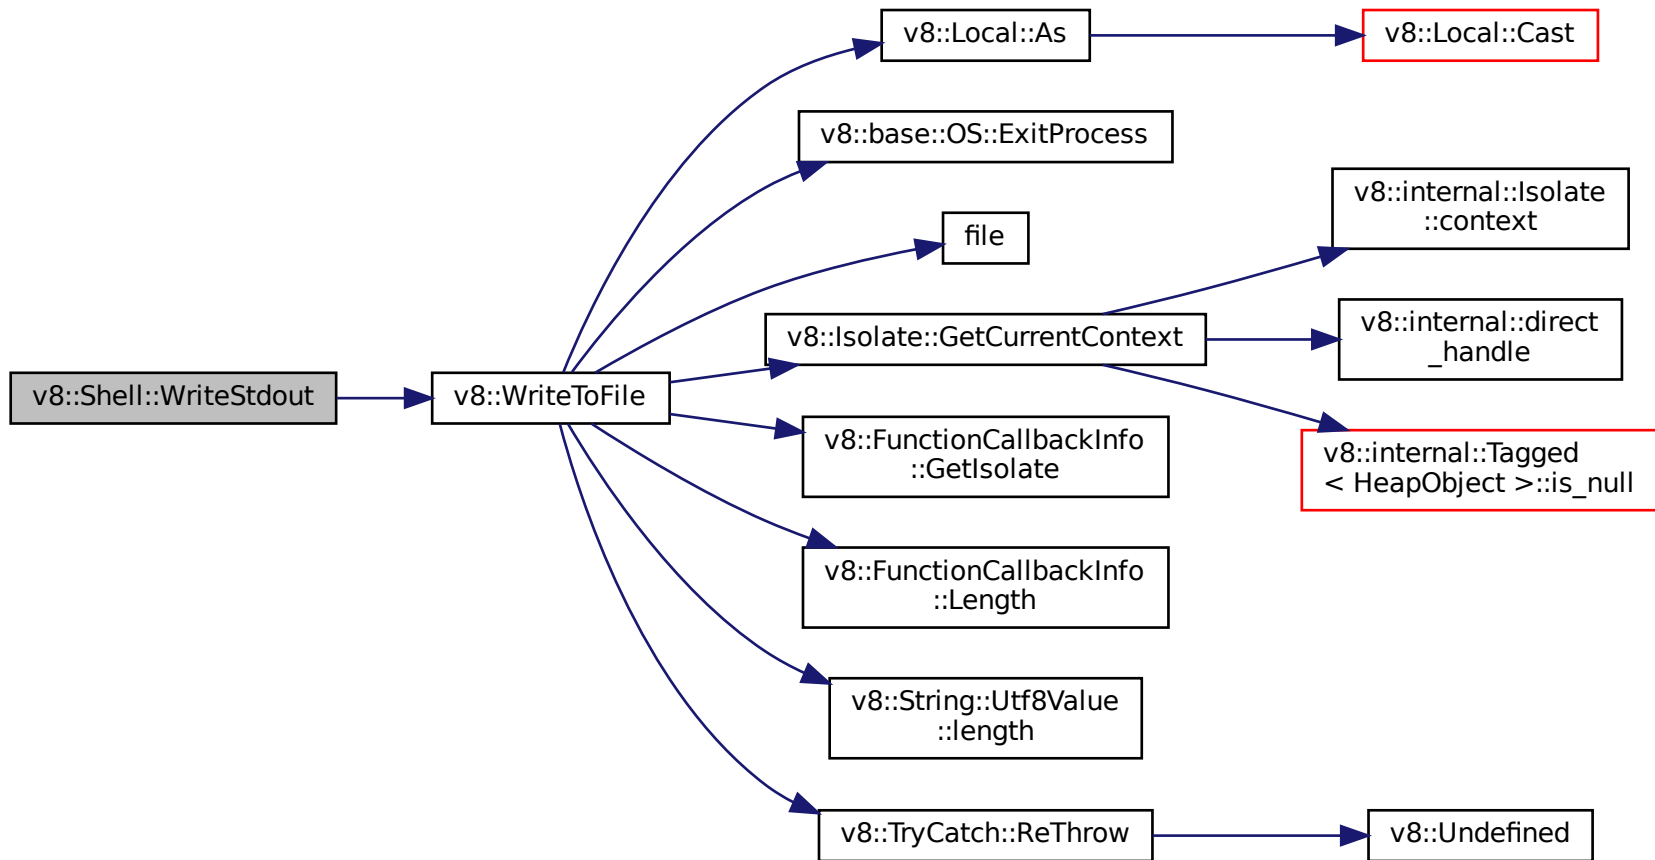 v8::Local::As
v8::Local::Cast
v8::base::OS::ExitProcess
v8::internal::Isolate
::context
file
v8::Isolate::GetCurrentContext
v8::internal::direct
_handle
v8::Shell::WriteStdout
v8::WriteToFile
v8::FunctionCallbackInfo
::GetIsolate
v8::internal::Tagged
< HeapObject >::is_null
v8::FunctionCallbackInfo
::Length
v8::String::Utf8Value
::length
v8::TryCatch::ReThrow
v8::Undefined